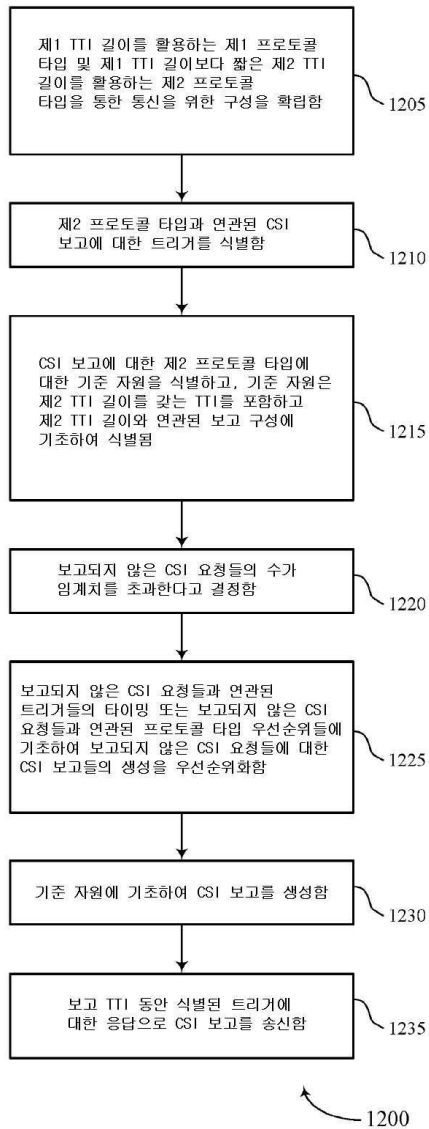 제1 TTI 길이를 활용하는 제1 프로토콜
타입 및 제1 TTI 길이보다 짧은 제2 TTI
길이를 활용하는 제2 프로토콜
타입을 통한 통신을 위한 구성을 확립함
1205
제2 프로토콜 타입과 연관된 CSI
보고에 대한 트리거를 식별함
1210
CSI 보고에 대한 제2 프로토콜 타입에
대한 기준 자원을 식별하고, 기준 자원은
제2 TTI 길이를 갖는 TTI를 포함하고
제2 TTI 길이와 연관된 보고 구성에
기초하여 식별됨
1215
보고되지 않은 CSI 요청들의 수가
임계치를 초과한다고 결정함
1220
보고되지 않은 CSI 요청들과 연관된
트리거들의 타이밍 또는 보고되지 않은 CSI
요청들과 연관된 프로토콜 타입 우선순위들에
기초하여 보고되지 않은 CSI 요청들에 대한
CSI 보고들의 생성을 우선순위화함
1225
기준 자원에 기초하여 CSI 보고를 생성함
1230
보고 TTI 동안 식별된 트리거에
대한 응답으로 CSI 보고를 송신함
1235
1200